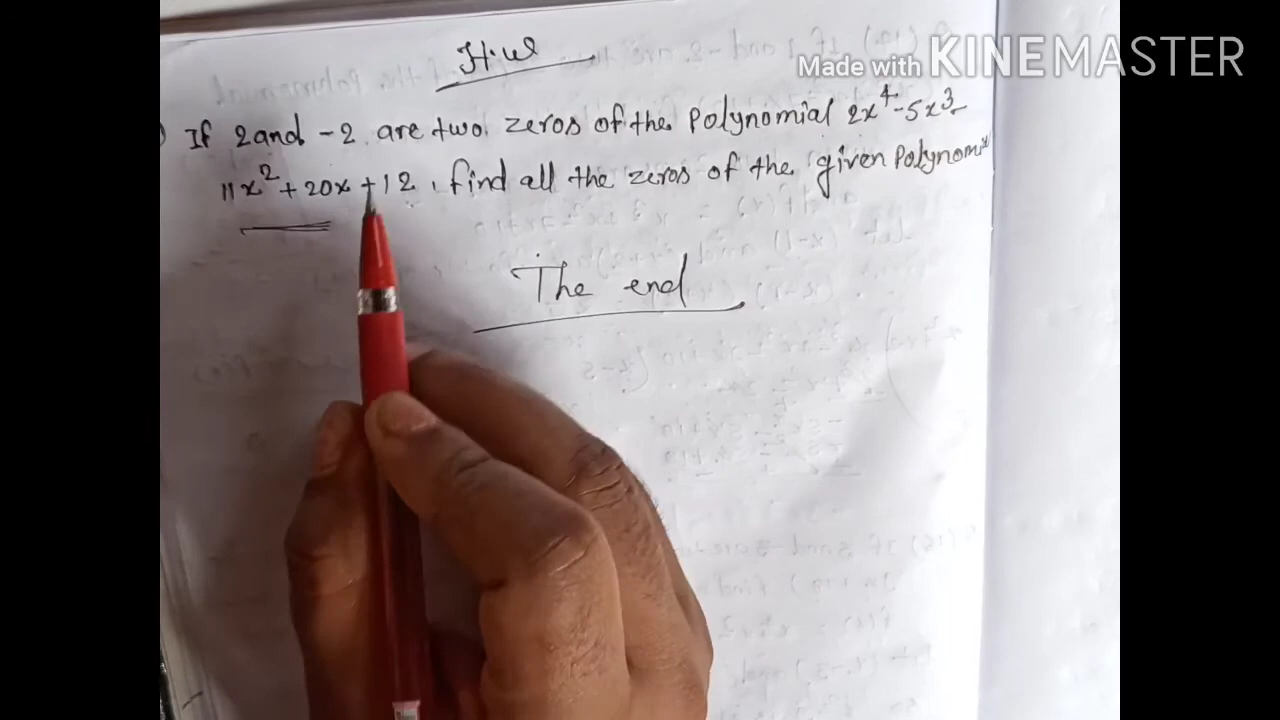 H.W
Made with KINEMASTER
) If 2 and -2 are two zeros of the Polynomial 2x⁴-5x³-
11x²+20x+12, find all the zeros of the given Polynomia
The end